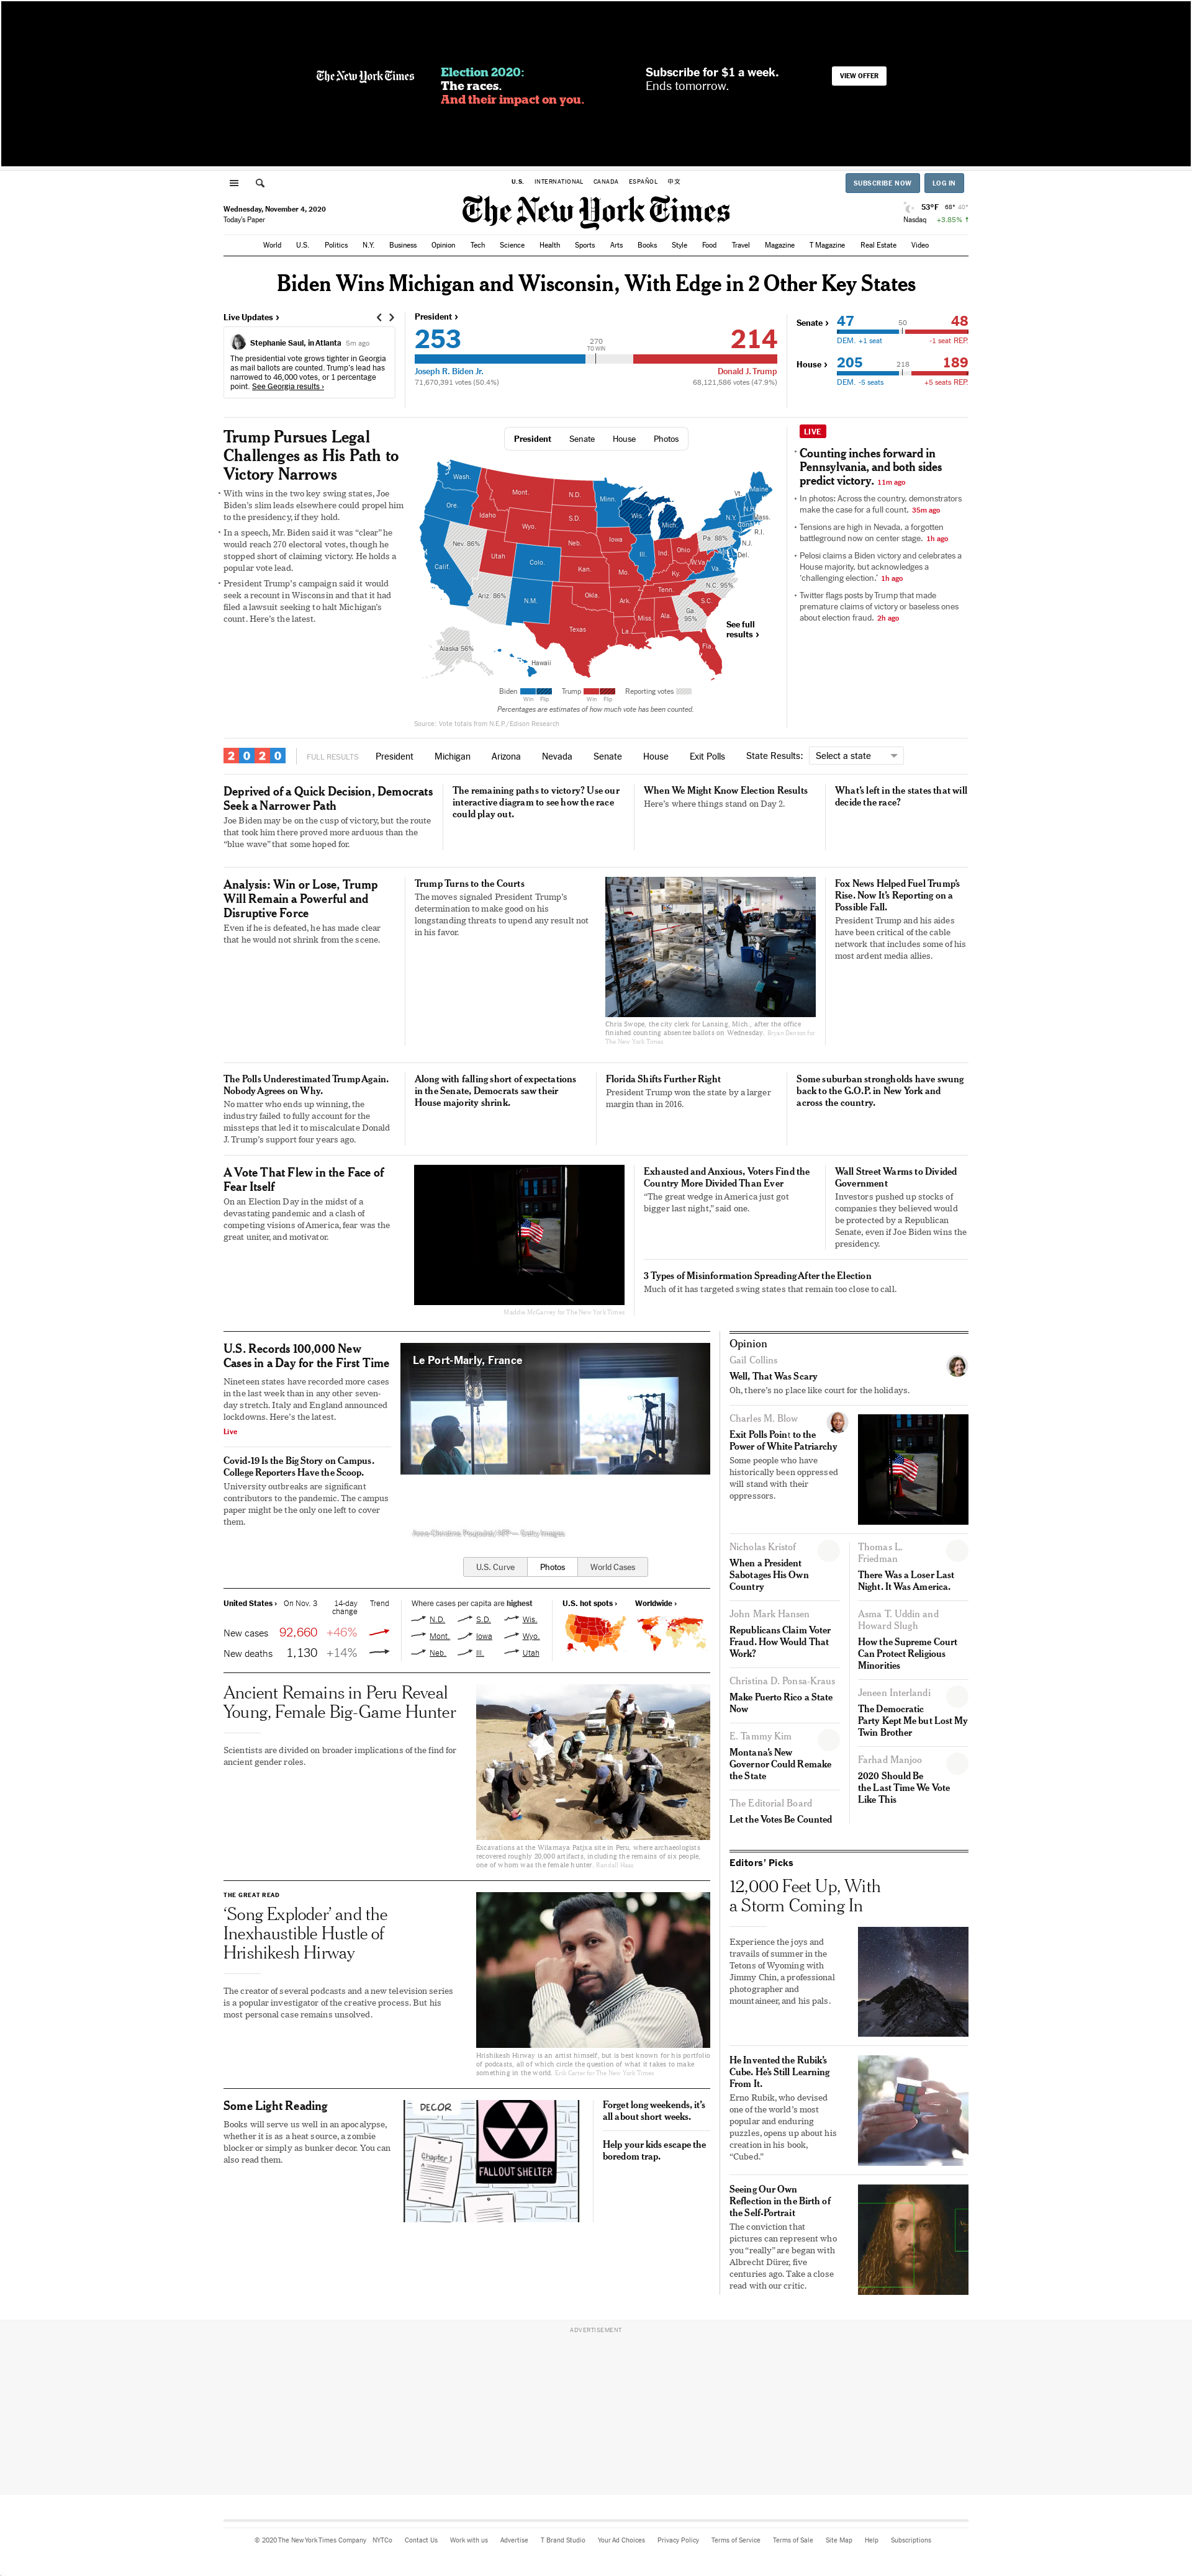 The New York Times
Election 2020:
The races.
And their impact on you.
Subscribe for $1 a week.
Ends tomorrow.
VIEW OFFER
U.S. INTERNATIONAL CANADA ESPAÑOL 中文
SUBSCRIBE NOW LOG IN
Wednesday, November 4, 2020
Today's Paper
The New York Times
53°F 68° 40°
Nasdaq +3.85% ↑
World U.S. Politics N.Y. Business Opinion Tech Science Health Sports Arts Books Style Food Travel Magazine T Magazine Real Estate Video
Biden Wins Michigan and Wisconsin, With Edge in 2 Other Key States
Live Updates ›
Stephanie Saul, in Atlanta 5m ago
The presidential vote grows tighter in Georgia
as mail ballots are counted. Trump's lead has
narrowed to 46,000 votes, or 1 percentage
point. See Georgia results ›
President ›
253
270
TO WIN
214
Joseph R. Biden Jr.
Donald J. Trump
71,670,391 votes (50.4%)
68,121,586 votes (47.9%)
Senate › 47 50 48
DEM. +1 seat -1 seat REP.
House › 205 218 189
DEM. -5 seats +5 seats REP.
Trump Pursues Legal
Challenges as His Path to
Victory Narrows
• With wins in the two key swing states, Joe
Biden's slim leads elsewhere could propel him
to the presidency, if they hold.
• In a speech, Mr. Biden said it was “clear” he
would reach 270 electoral votes, though he
stopped short of claiming victory. He holds a
popular vote lead.
• President Trump's campaign said it would
seek a recount in Wisconsin and that it had
filed a lawsuit seeking to halt Michigan's
count. Here's the latest.
President Senate House Photos
Wash.
Mont.
N.D.
Minn.
Vt.
Maine
Ore.
Idaho
S.D.
Wis.
Mich.
N.Y.
N.H.
Mass.
Conn.
R.I.
Wyo.
Iowa
Pa. 88%
N.J.
Nev. 86%
Utah
Neb.
Ill.
Ind.
Ohio
Md.
Del.
Calif.
Colo.
Kan.
Mo.
W.Va.
Va.
Ky.
N.C. 95%
Ariz. 86%
N.M.
Okla.
Ark.
Tenn.
S.C.
Texas
La.
Miss.
Ala.
Ga.
95%
Fla.
Alaska 56%
Hawaii
See full
results ›
Biden Trump Reporting votes
Win Flip Win Flip
Percentages are estimates of how much vote has been counted.
Source: Vote totals from N.E.P./Edison Research
LIVE
• Counting inches forward in
Pennsylvania, and both sides
predict victory. 11m ago
• In photos: Across the country, demonstrators
make the case for a full count. 35m ago
• Tensions are high in Nevada, a forgotten
battleground now on center stage. 1h ago
• Pelosi claims a Biden victory and celebrates a
House majority, but acknowledges a
‘challenging election.’ 1h ago
• Twitter flags posts by Trump that made
premature claims of victory or baseless ones
about election fraud. 2h ago
2020 FULL RESULTS President Michigan Arizona Nevada Senate House Exit Polls State Results: Select a state
Deprived of a Quick Decision, Democrats
Seek a Narrower Path
Joe Biden may be on the cusp of victory, but the route
that took him there proved more arduous than the
“blue wave” that some hoped for.
The remaining paths to victory? Use our
interactive diagram to see how the race
could play out.
When We Might Know Election Results
Here's where things stand on Day 2.
What's left in the states that will
decide the race?
Analysis: Win or Lose, Trump
Will Remain a Powerful and
Disruptive Force
Even if he is defeated, he has made clear
that he would not shrink from the scene.
Trump Turns to the Courts
The moves signaled President Trump's
determination to make good on his
longstanding threats to upend any result not
in his favor.
Chris Swope, the city clerk for Lansing, Mich., after the office
finished counting absentee ballots on Wednesday. Bryan Denton for
The New York Times
Fox News Helped Fuel Trump's
Rise. Now It's Reporting on a
Possible Fall.
President Trump and his aides
have been critical of the cable
network that includes some of his
most ardent media allies.
The Polls Underestimated Trump Again.
Nobody Agrees on Why.
No matter who ends up winning, the
industry failed to fully account for the
missteps that led it to miscalculate Donald
J. Trump's support four years ago.
Along with falling short of expectations
in the Senate, Democrats saw their
House majority shrink.
Florida Shifts Further Right
President Trump won the state by a larger
margin than in 2016.
Some suburban strongholds have swung
back to the G.O.P. in New York and
across the country.
A Vote That Flew in the Face of
Fear Itself
On an Election Day in the midst of a
devastating pandemic and a clash of
competing visions of America, fear was the
great uniter, and motivator.
Maddie McGarvey for The New York Times
Exhausted and Anxious, Voters Find the
Country More Divided Than Ever
“The great wedge in America just got
bigger last night,” said one.
Wall Street Warms to Divided
Government
Investors pushed up stocks of
companies they believed would
be protected by a Republican
Senate, even if Joe Biden wins the
presidency.
3 Types of Misinformation Spreading After the Election
Much of it has targeted swing states that remain too close to call.
U.S. Records 100,000 New
Cases in a Day for the First Time
Nineteen states have recorded more cases
in the last week than in any other seven-
day stretch. Italy and England announced
lockdowns. Here's the latest.
Live
Covid-19 Is the Big Story on Campus.
College Reporters Have the Scoop.
University outbreaks are significant
contributors to the pandemic. The campus
paper might be the only one left to cover
them.
Le Port-Marly, France
Anne-Christine Poujoulat/AFP — Getty Images
U.S. Curve Photos World Cases
United States › On Nov. 3 14-day
change Trend
New cases 92,660 +46%
New deaths 1,130 +14%
Where cases per capita are highest
N.D. S.D. Wis.
Mont. Iowa Wyo.
Neb. Ill. Utah
U.S. hot spots › Worldwide ›
Ancient Remains in Peru Reveal
Young, Female Big-Game Hunter
Scientists are divided on broader implications of the find for
ancient gender roles.
Excavations at the Wilamaya Patjxa site in Peru, where archaeologists
recovered roughly 20,000 artifacts, including the remains of six people,
one of whom was the female hunter. Randall Haas
THE GREAT READ
‘Song Exploder’ and the
Inexhaustible Hustle of
Hrishikesh Hirway
The creator of several podcasts and a new television series
is a popular investigator of the creative process. But his
most personal case remains unsolved.
Hrishikesh Hirway is an artist himself, but is best known for his portfolio
of podcasts, all of which circle the question of what it takes to make
something in the world. Erik Carter for The New York Times
Some Light Reading
Books will serve us well in an apocalypse,
whether it is as a heat source, a zombie
blocker or simply as bunker decor. You can
also read them.
DECOR
Chapter 1
FALLOUT SHELTER
Forget long weekends, it's
all about short weeks.
Help your kids escape the
boredom trap.
Opinion
Gail Collins
Well, That Was Scary
Oh, there's no place like court for the holidays.
Charles M. Blow
Exit Polls Point to the
Power of White Patriarchy
Some people who have
historically been oppressed
will stand with their
oppressors.
Nicholas Kristof
When a President
Sabotages His Own
Country
John Mark Hansen
Republicans Claim Voter
Fraud. How Would That
Work?
Christina D. Ponsa-Kraus
Make Puerto Rico a State
Now
E. Tammy Kim
Montana's New
Governor Could Remake
the State
The Editorial Board
Let the Votes Be Counted
Thomas L.
Friedman
There Was a Loser Last
Night. It Was America.
Asma T. Uddin and
Howard Slugh
How the Supreme Court
Can Protect Religious
Minorities
Jeneen Interlandi
The Democratic
Party Kept Me but Lost My
Twin Brother
Farhad Manjoo
2020 Should Be
the Last Time We Vote
Like This
Editors' Picks
12,000 Feet Up, With
a Storm Coming In
Experience the joys and
travails of summer in the
Tetons of Wyoming with
Jimmy Chin, a professional
photographer and
mountaineer, and his pals.
He Invented the Rubik's
Cube. He's Still Learning
From It.
Erno Rubik, who devised
one of the world's most
popular and enduring
puzzles, opens up about his
creation in his book,
“Cubed.”
Seeing Our Own
Reflection in the Birth of
the Self-Portrait
The conviction that
pictures can represent who
you “really” are began with
Albrecht Dürer, five
centuries ago. Take a close
read with our critic.
ADVERTISEMENT
© 2020 The New York Times Company NYTCo Contact Us Work with us Advertise T Brand Studio Your Ad Choices Privacy Policy Terms of Service Terms of Sale Site Map Help Subscriptions